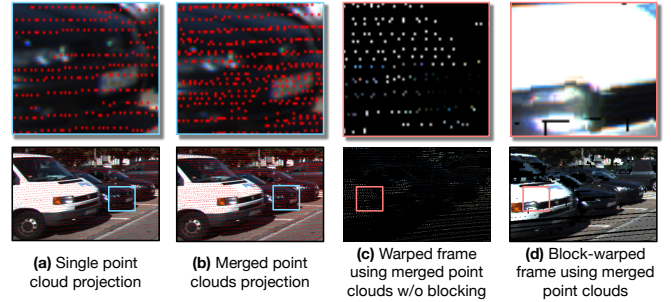 (a) Single point
cloud projection
(b) Merged point
clouds projection
(c) Warped frame
using merged point
clouds w/o blocking
(d) Block-warped
frame using merged
point clouds